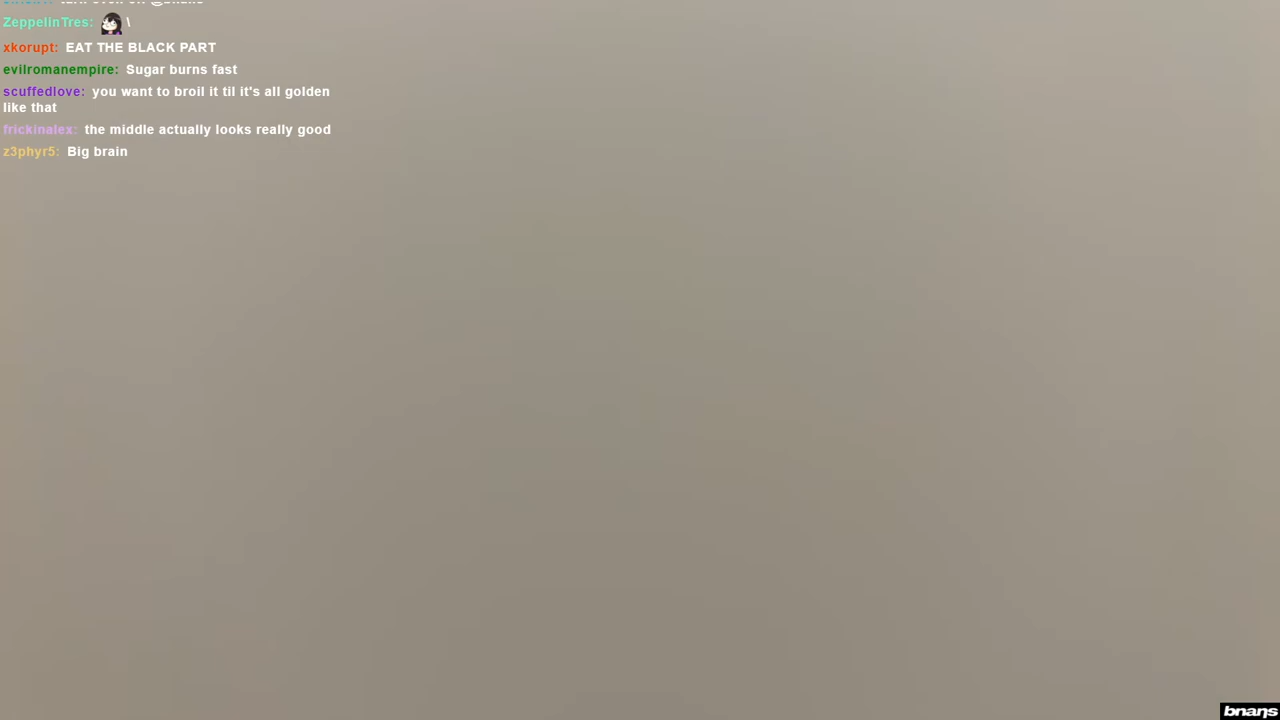 ZeppelinTres: \
xkorupt: EAT THE BLACK PART
evilromanempire: Sugar burns fast
scuffedlove: you want to broil it til it's all golden
like that
frickinalex: the middle actually looks really good
z3phyr5: Big brain
bnans